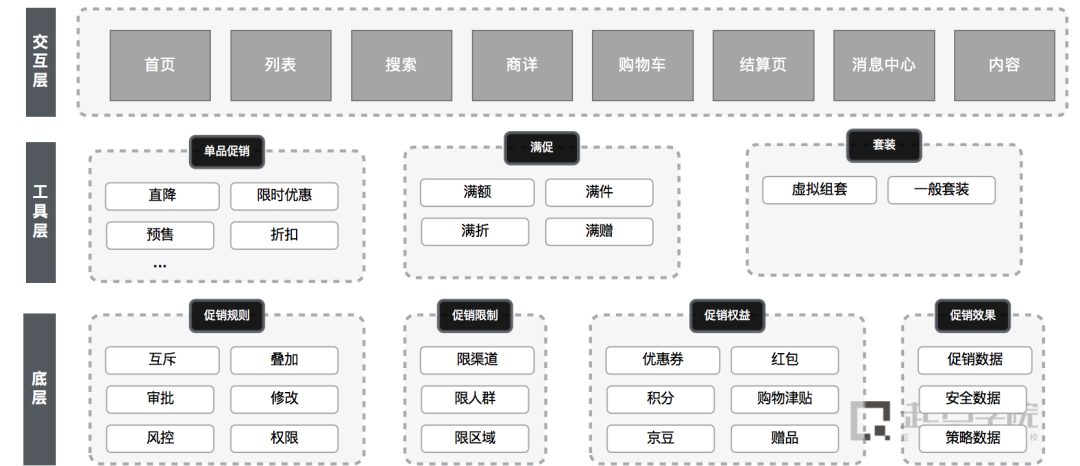 交互层
首页 列表 搜索 商详 购物车 结算页 消息中心 内容
工具层
单品促销
直降 限时优惠
预售 折扣
...
满促
满额 满件
满折 满赠
套装
虚拟组套 一般套装
底层
促销规则
互斥 叠加
审批 修改
风控 权限
促销限制
限渠道
限人群
限区域
促销权益
优惠券 红包
积分 购物津贴
京豆 赠品
促销效果
促销数据
安全数据
策略数据